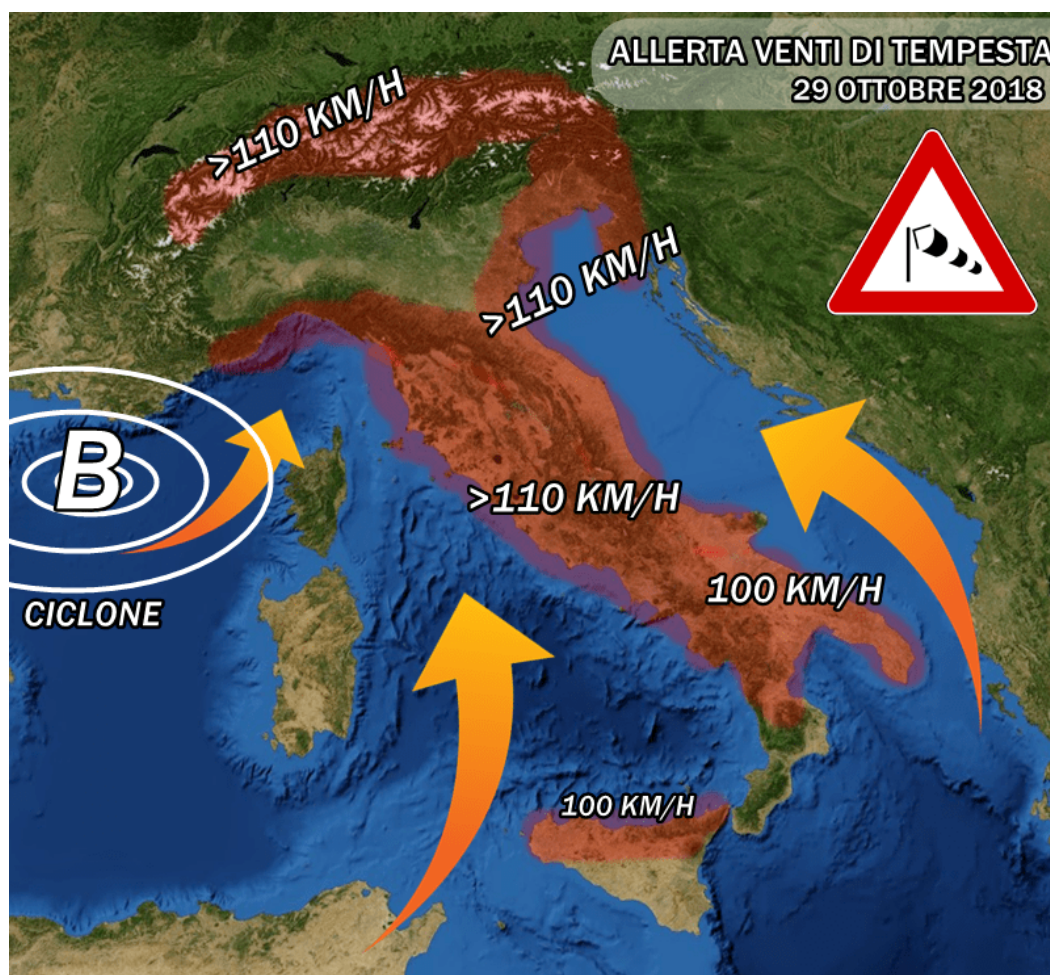 ALLERTA VENTI DI TEMPESTA
29 OTTOBRE 2018
>110 KM/H
>110 KM/H
B
>110 KM/H
100 KM/H
CICLONE
100 KM/H